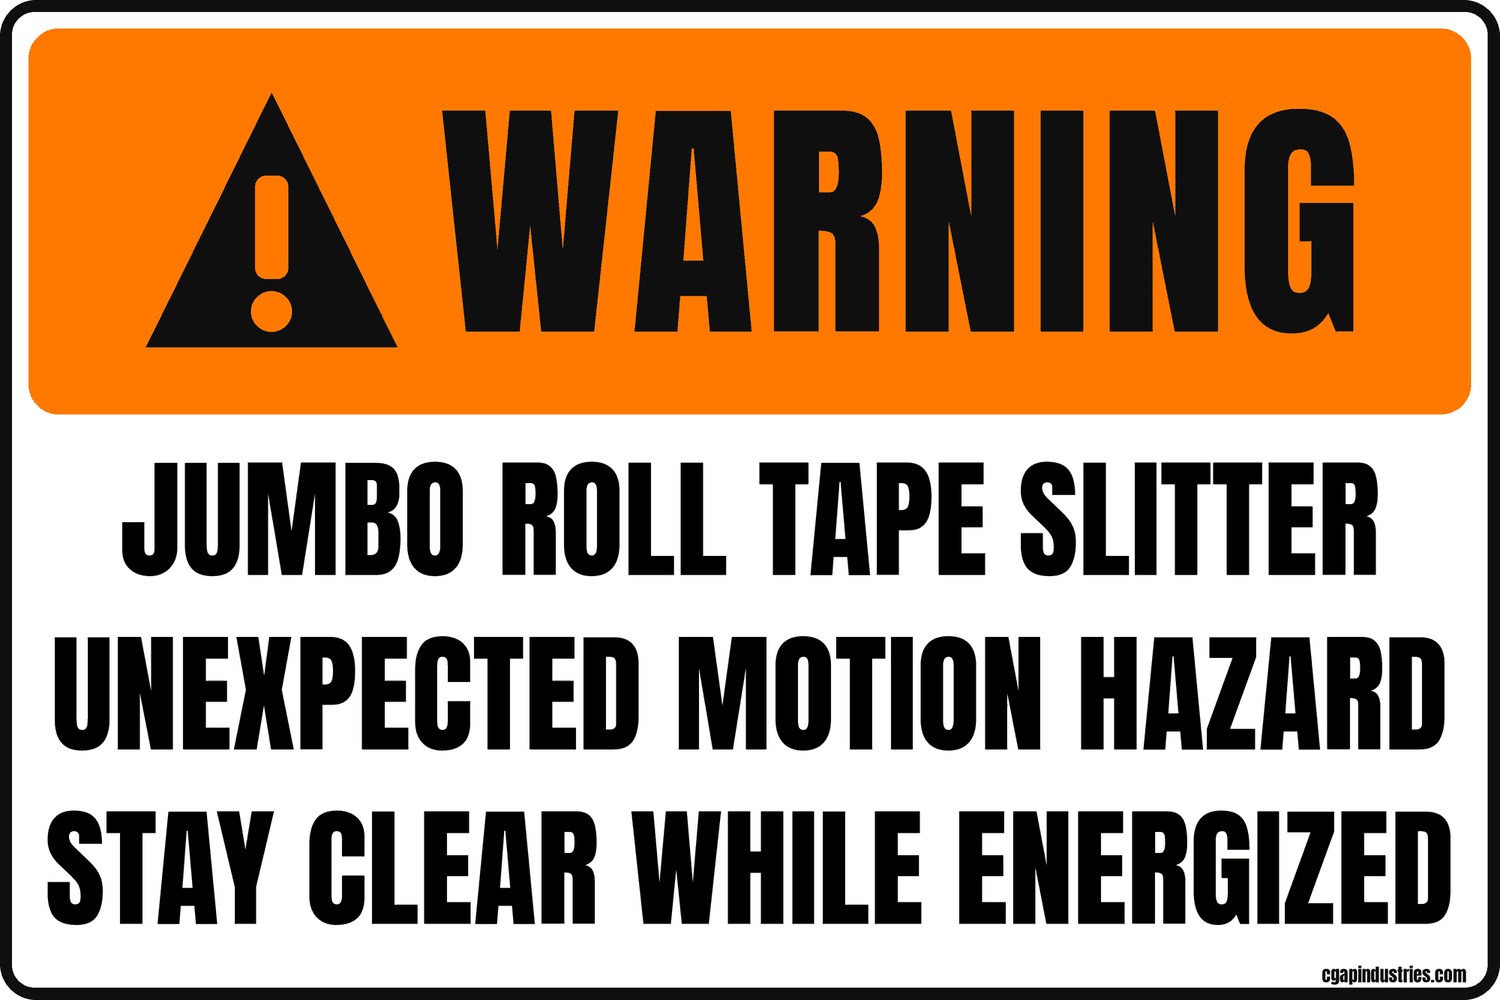 WARNING
JUMBO ROLL TAPE SLITTER
UNEXPECTED MOTION HAZARD
STAY CLEAR WHILE ENERGIZED
cgapindustries.com